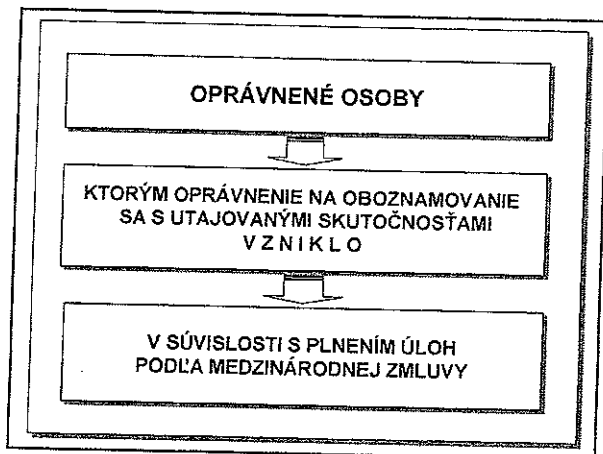 OPRÁVNENÉ OSOBY
KTORÝM OPRÁVNENIE NA OBOZNAMOVANIE
SA S UTAJOVANÝMI SKUTOČNOSŤAMI
V Z N I K L O
V SÚVISLOSTI S PLNENÍM ÚLOH
PODĽA MEDZINÁRODNEJ ZMLUVY